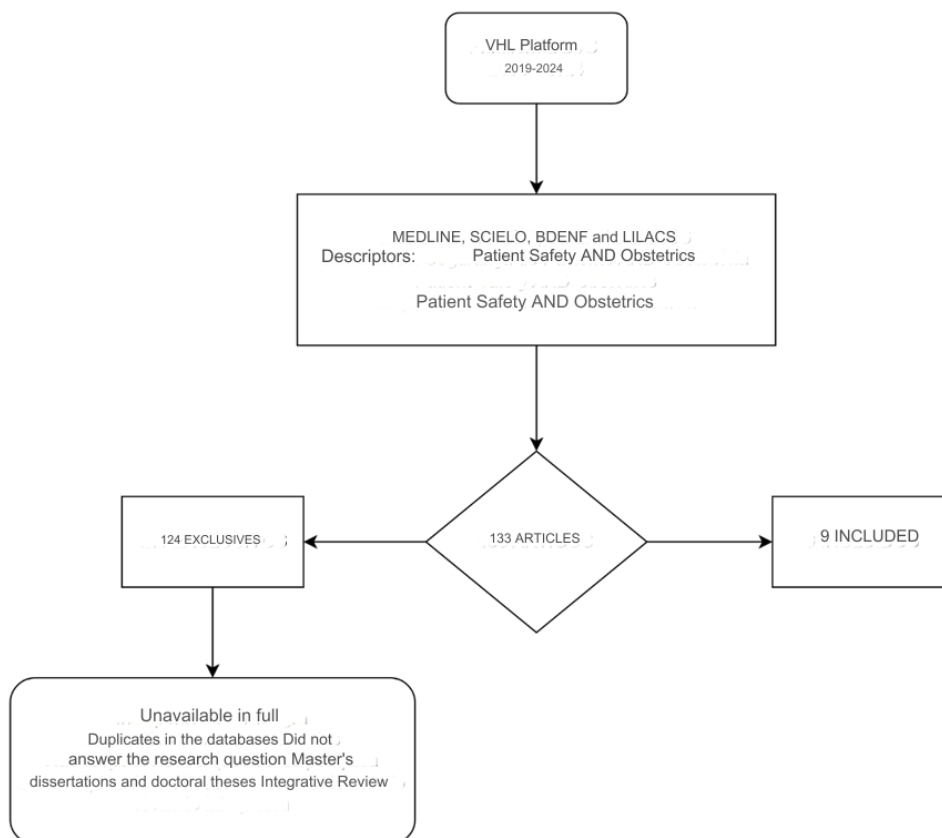 VHL Platform
2019-2024
MEDLINE, SCIELO, BDENF and LILACS
Descriptors: Patient Safety AND Obstetrics
Patient Safety AND Obstetrics
124 EXCLUSIVES
133 ARTICLES
9 INCLUDED
Unavailable in full
Duplicates in the databases Did not
answer the research question Master's
dissertations and doctoral theses Integrative Review